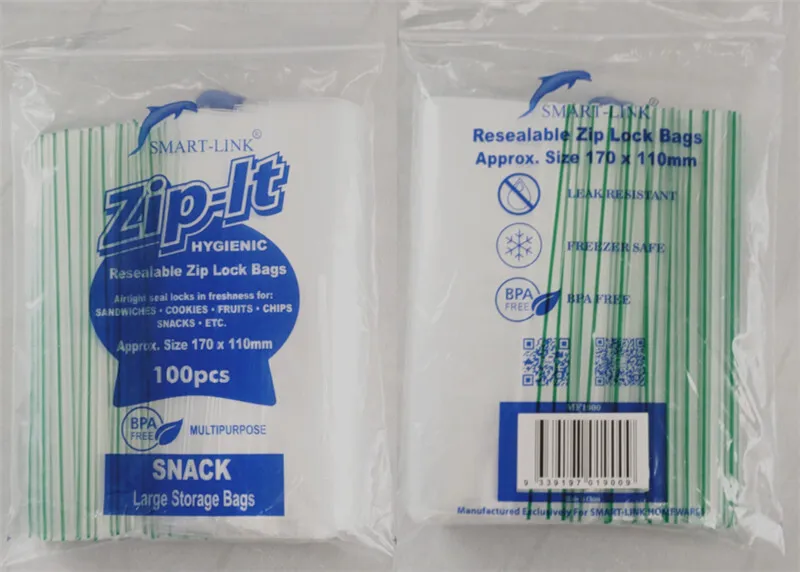 SMART-LINK®
Zip-It
HYGIENIC
Resealable Zip Lock Bags
Airtight seal locks in freshness for:
SANDWICHES • COOKIES • FRUITS • CHIPS
SNACKS • ETC.
Approx. Size 170 x 110mm
100pcs
BPA
FREE
MULTIPURPOSE
SNACK
Large Storage Bags
SMART-LINK®
Resealable Zip Lock Bags
Approx. Size 170 x 110mm
LEAK RESISTANT
FREEZER SAFE
BPA
FREE
BPA FREE
9 339197 019009
Manufactured Exclusively For SMART-LINK HOMEWARE